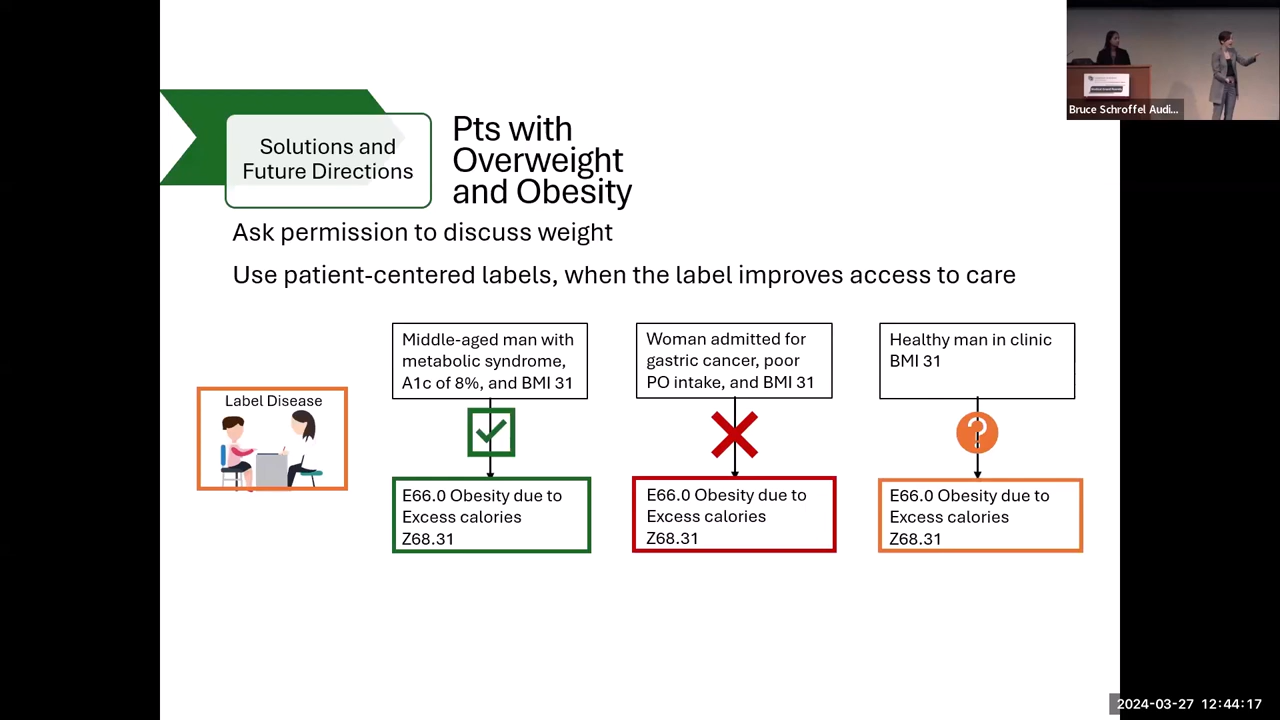 Solutions and
Future Directions
Pts with
Overweight
and Obesity
Ask permission to discuss weight
Use patient-centered labels, when the label improves access to care
Label Disease
Middle-aged man with
metabolic syndrome,
A1c of 8%, and BMI 31
Woman admitted for
gastric cancer, poor
PO intake, and BMI 31
Healthy man in clinic
BMI 31
?
E66.0 Obesity due to
Excess calories
Z68.31
E66.0 Obesity due to
Excess calories
Z68.31
E66.0 Obesity due to
Excess calories
Z68.31
Bruce Schroffel Audi...
2024-03-27 12:44:17